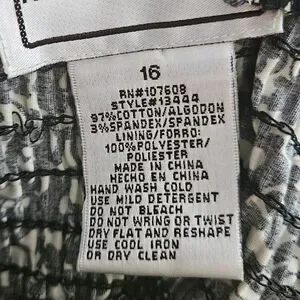 16
RN#107608
STYLE#13444
97%COTTON/ALGODON
3%SPANDEX/SPANDEX
LINING/FORRO:
100%POLYESTER/
POLIESTER
MADE IN CHINA
HECHO EN CHINA
HAND WASH COLD
USE MILD DETERGENT
DO NOT BLEACH
DO NOT WRING OR TWIST
DRY FLAT AND RESHAPE
USE COOL IRON
OR DRY CLEAN